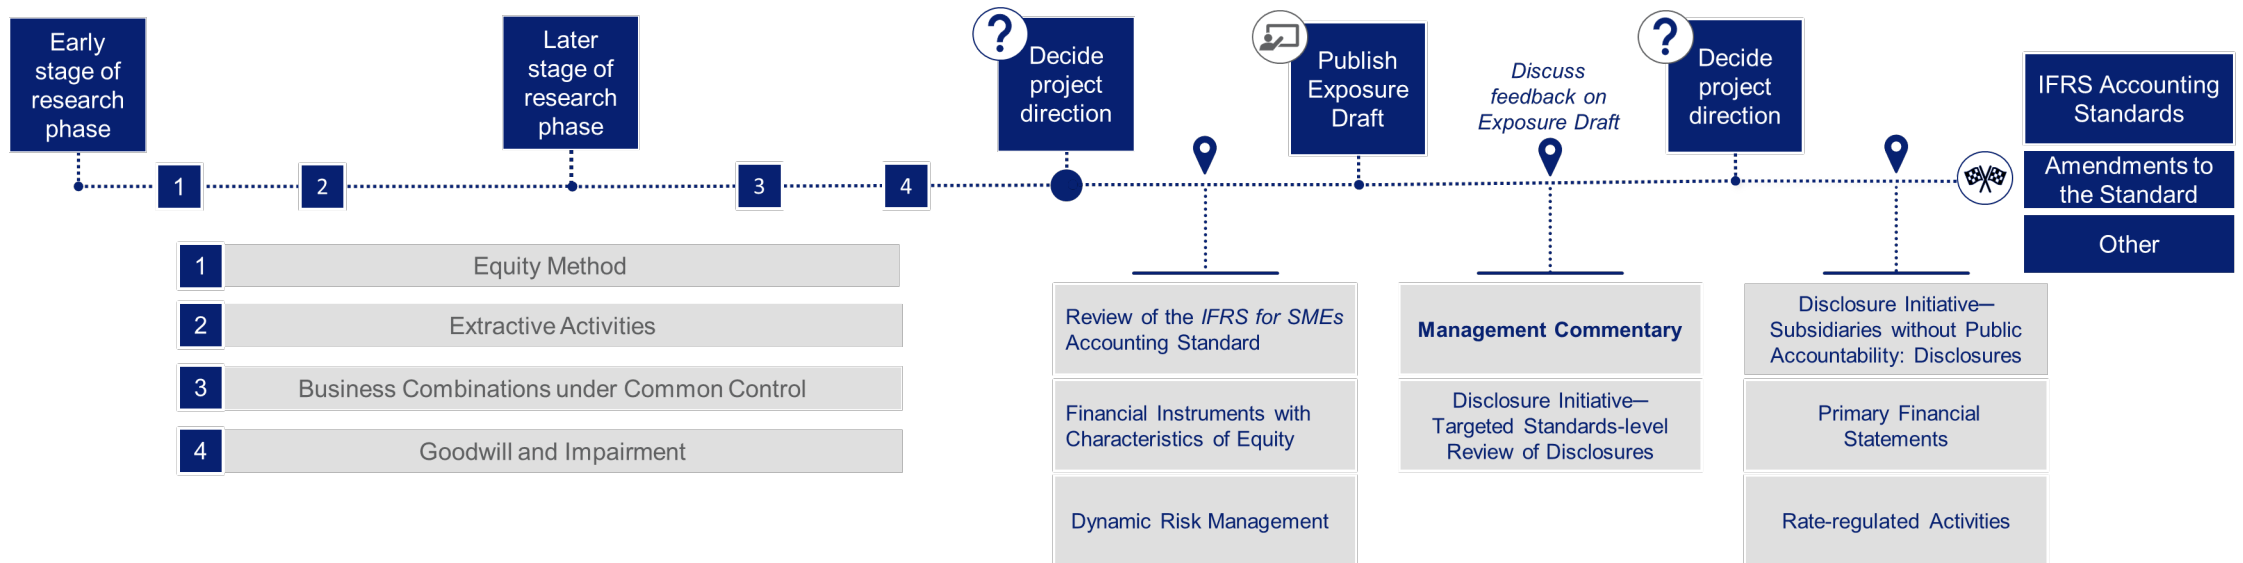 Early
stage of
research
phase
Later
stage of
research
phase
?
Decide
project
direction
Publish
Exposure
Draft
Discuss
feedback on
Exposure Draft
?
Decide
project
direction
IFRS Accounting
Standards
Amendments to
the Standard
Other
1
2
3
4
1
Equity Method
2
Extractive Activities
3
Business Combinations under Common Control
4
Goodwill and Impairment
Review of the IFRS for SMEs
Accounting Standard
Financial Instruments with
Characteristics of Equity
Dynamic Risk Management
Management Commentary
Disclosure Initiative—
Targeted Standards-level
Review of Disclosures
Disclosure Initiative—
Subsidiaries without Public
Accountability: Disclosures
Primary Financial
Statements
Rate-regulated Activities